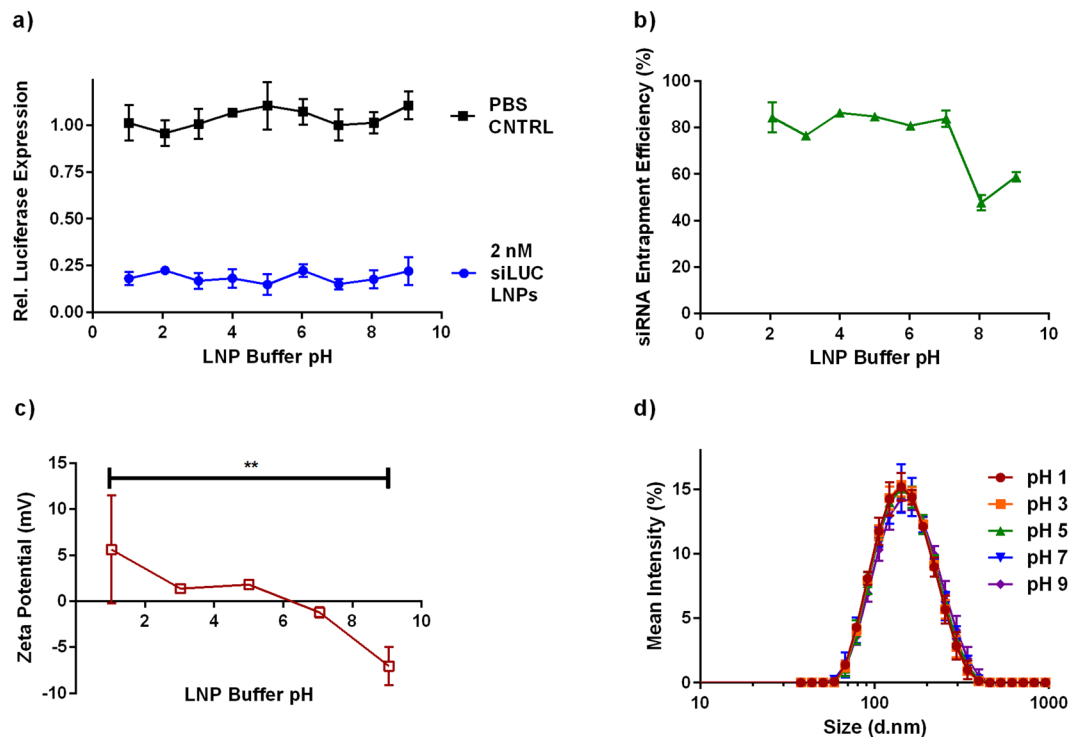 a)
Rel. Luciferase Expression
1.00
0.75
0.50
0.25
0.00
0 2 4 6 8 10
LNP Buffer pH
PBS
CNTRL
2 nM
siLUC
LNPs
b)
siRNA Entrapment Efficiency (%)
100
80
60
40
20
0
0 2 4 6 8 10
LNP Buffer pH
c)
Zeta Potential (mV)
15
10
5
0
-5
-10
**
2 4 6 8 10
LNP Buffer pH
d)
Mean Intensity (%)
15
10
5
0
10 100 1000
Size (d.nm)
pH 1
pH 3
pH 5
pH 7
pH 9